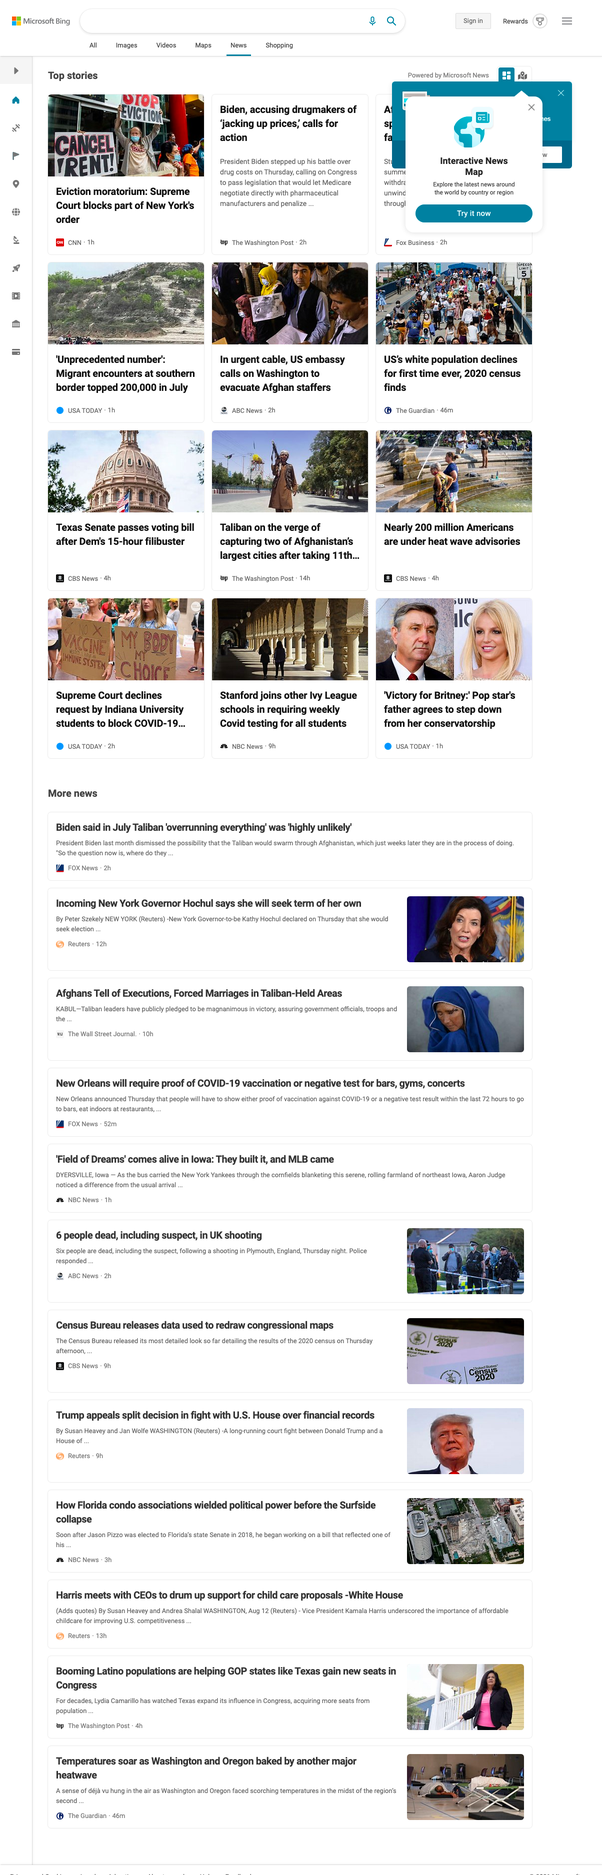 Microsoft Bing
Sign in
Rewards
All
Images
Videos
Maps
News
Shopping
Top stories
Powered by Microsoft News
Interactive News
Map
Explore the latest news around
the world by country or region
Try it now
STOP
EVICTION
CANCEL
RENT!
Eviction moratorium: Supreme
Court blocks part of New York's
order
CNN · 1h
Biden, accusing drugmakers of
'jacking up prices,' calls for
action
President Biden stepped up his battle over
drug costs on Thursday, calling on Congress
to pass legislation that would let Medicare
negotiate directly with pharmaceutical
manufacturers and penalize ...
The Washington Post · 2h
Fox Business · 2h
'Unprecedented number':
Migrant encounters at southern
border topped 200,000 in July
USA TODAY · 1h
In urgent cable, US embassy
calls on Washington to
evacuate Afghan staffers
ABC News · 2h
SPEED
LIMIT
5
US's white population declines
for first time ever, 2020 census
finds
The Guardian · 46m
Texas Senate passes voting bill
after Dem's 15-hour filibuster
CBS News · 4h
Taliban on the verge of
capturing two of Afghanistan's
largest cities after taking 11th...
The Washington Post · 14h
Nearly 200 million Americans
are under heat wave advisories
CBS News · 4h
VACCINE
IMMUNE SYSTEM
MY BODY
MY
CHOICE
Supreme Court declines
request by Indiana University
students to block COVID-19...
USA TODAY · 2h
Stanford joins other Ivy League
schools in requiring weekly
Covid testing for all students
NBC News · 9h
'Victory for Britney:' Pop star's
father agrees to step down
from her conservatorship
USA TODAY · 1h
More news
Biden said in July Taliban 'overrunning everything' was 'highly unlikely'
President Biden last month dismissed the possibility that the Taliban would swarm through Afghanistan, which just weeks later they are in the process of doing.
"So the question now is, where do they ...
FOX News · 2h
Incoming New York Governor Hochul says she will seek term of her own
By Peter Szekely NEW YORK (Reuters) -New York Governor-to-be Kathy Hochul declared on Thursday that she would
seek election ...
Reuters · 12h
Afghans Tell of Executions, Forced Marriages in Taliban-Held Areas
KABUL—Taliban leaders have publicly pledged to be magnanimous in victory, assuring government officials, troops and
the ...
The Wall Street Journal. · 10h
New Orleans will require proof of COVID-19 vaccination or negative test for bars, gyms, concerts
New Orleans announced Thursday that people will have to show either proof of vaccination against COVID-19 or a negative test result within the last 72 hours to go
to bars, eat indoors at restaurants, ...
FOX News · 52m
'Field of Dreams' comes alive in Iowa: They built it, and MLB came
DYERSVILLE, Iowa — As the bus carried the New York Yankees through the cornfields blanketing this serene, rolling farmland of northeast Iowa, Aaron Judge
noticed a difference from the usual arrival ...
NBC News · 1h
6 people dead, including suspect, in UK shooting
Six people are dead, including the suspect, following a shooting in Plymouth, England, Thursday night. Police
responded ...
ABC News · 2h
Census Bureau releases data used to redraw congressional maps
The Census Bureau released its most detailed look so far detailing the results of the 2020 census on Thursday
afternoon, ...
CBS News · 9h
Census
2020
Census
2020
Trump appeals split decision in fight with U.S. House over financial records
By Susan Heavey and Jan Wolfe WASHINGTON (Reuters) -A long-running court fight between Donald Trump and a
House of ...
Reuters · 9h
How Florida condo associations wielded political power before the Surfside
collapse
Soon after Jason Pizzo was elected to Florida's state Senate in 2018, he began working on a bill that reflected one of
his ...
NBC News · 3h
Harris meets with CEOs to drum up support for child care proposals -White House
(Adds quotes) By Susan Heavey and Andrea Shalal WASHINGTON, Aug 12 (Reuters) - Vice President Kamala Harris underscored the importance of affordable
childcare for improving U.S. competitiveness ...
Reuters · 13h
Booming Latino populations are helping GOP states like Texas gain new seats in
Congress
For decades, Lydia Camarillo has watched Texas expand its influence in Congress, acquiring more seats from
population ...
The Washington Post · 4h
Temperatures soar as Washington and Oregon baked by another major
heatwave
A sense of déjà vu hung in the air as Washington and Oregon faced scorching temperatures in the midst of the region's
second ...
The Guardian · 46m